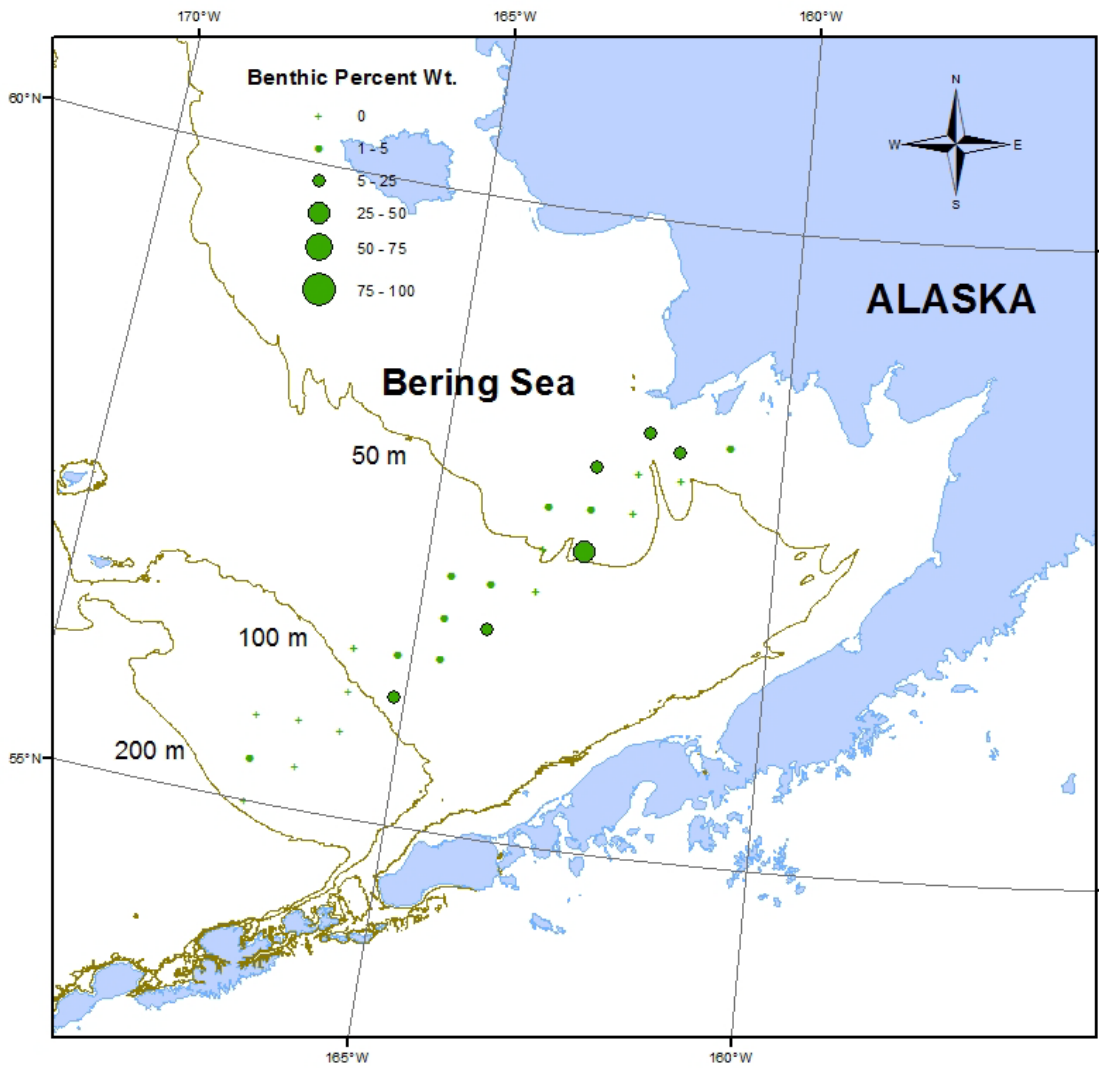 170°W 165°W 160°W
60°N
Benthic Percent Wt.
0
1 - 5
5 - 25
25 - 50
50 - 75
75 - 100
N
W E
S
ALASKA
Bering Sea
50 m
100 m
200 m
55°N
165°W 160°W